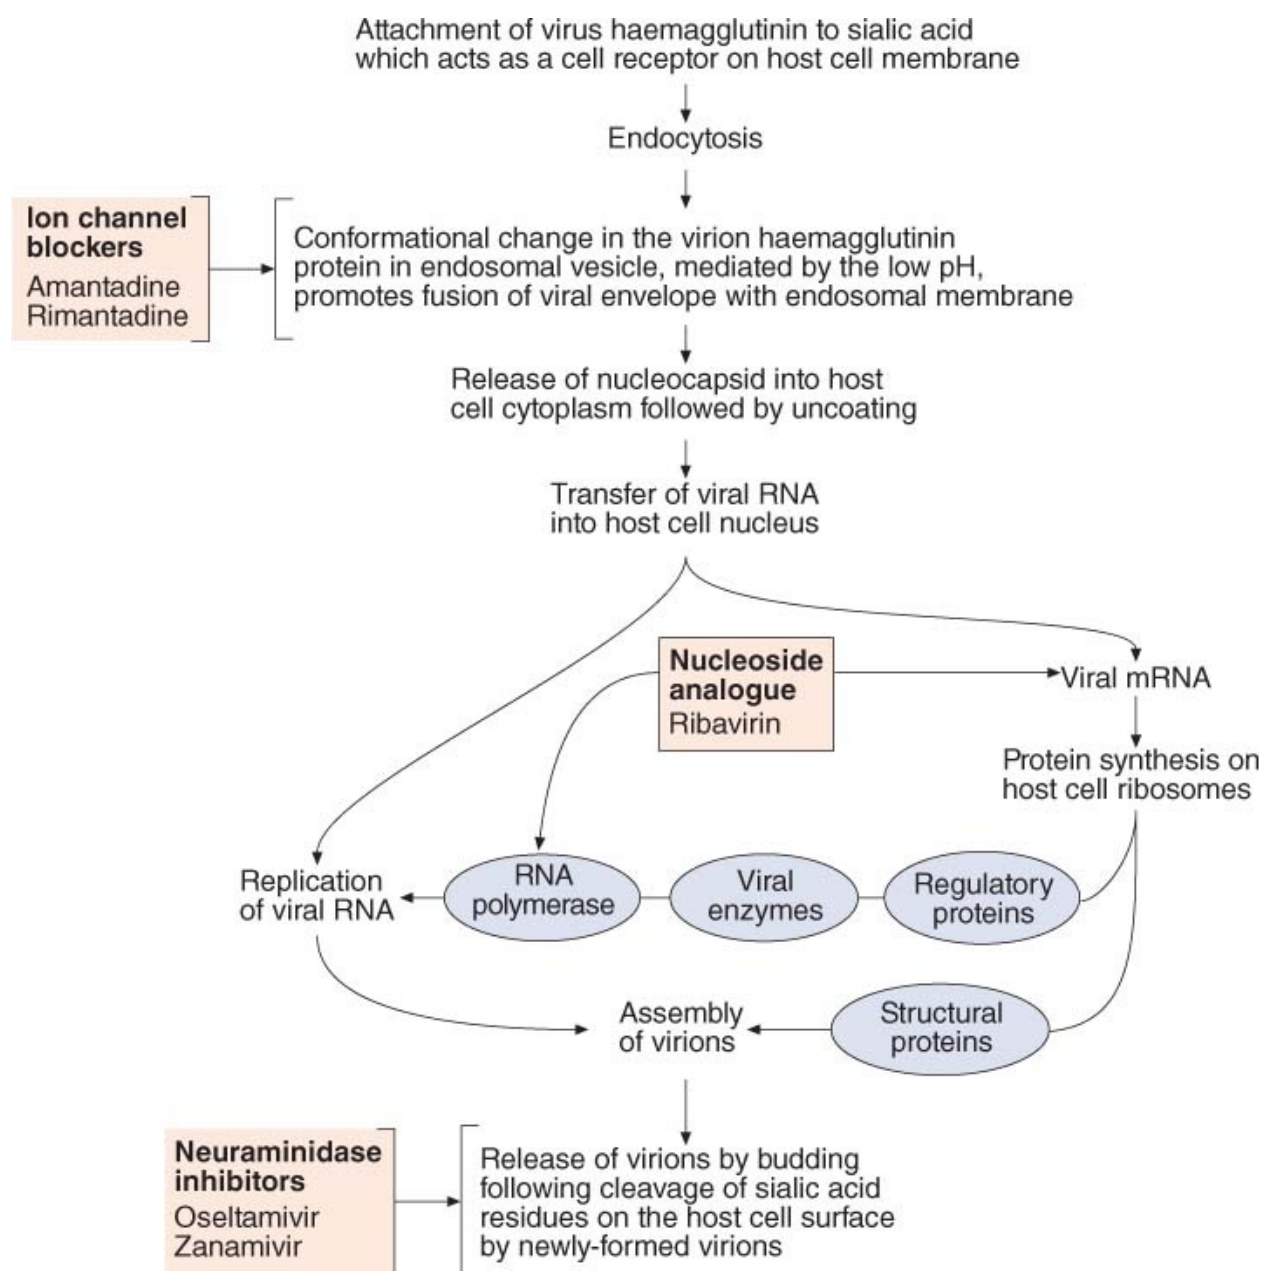 Attachment of virus haemagglutinin to sialic acid
which acts as a cell receptor on host cell membrane
Endocytosis
Ion channel
blockers
Amantadine
Rimantadine
Conformational change in the virion haemagglutinin
protein in endosomal vesicle, mediated by the low pH,
promotes fusion of viral envelope with endosomal membrane
Release of nucleocapsid into host
cell cytoplasm followed by uncoating
Transfer of viral RNA
into host cell nucleus
Nucleoside
analogue
Ribavirin
Viral mRNA
Protein synthesis on
host cell ribosomes
Replication
of viral RNA
RNA
polymerase
Viral
enzymes
Regulatory
proteins
Assembly
of virions
Structural
proteins
Neuraminidase
inhibitors
Oseltamivir
Zanamivir
Release of virions by budding
following cleavage of sialic acid
residues on the host cell surface
by newly-formed virions